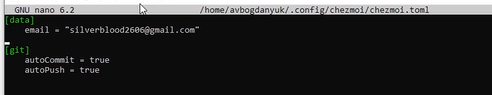 GNU nano 6.2 /home/avbogdanyuk/.config/chezmoi/chezmoi.toml
[data]
email = "silverblood2606@gmail.com"
[git]
autoCommit = true
autoPush = true